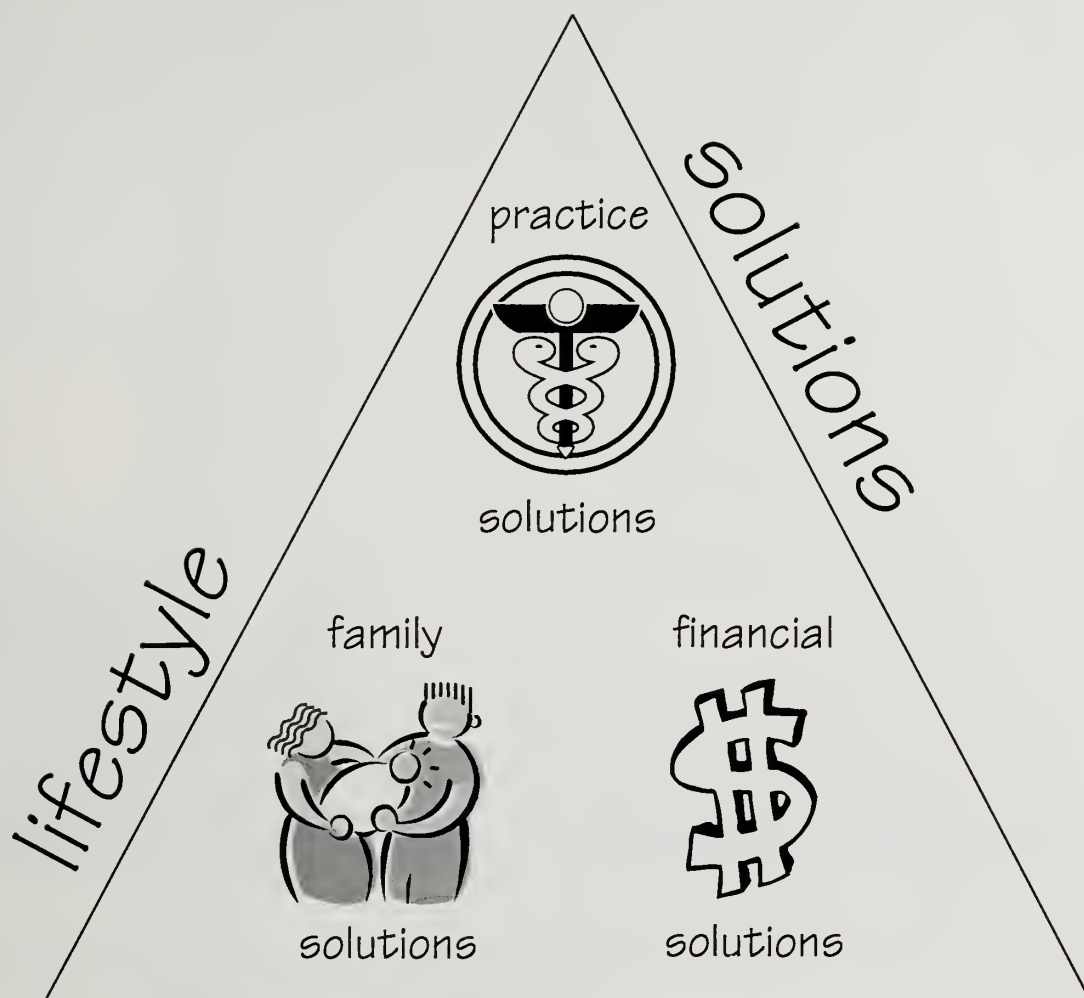 lifestyle
solutions
practice
solutions
family
solutions
financial
solutions